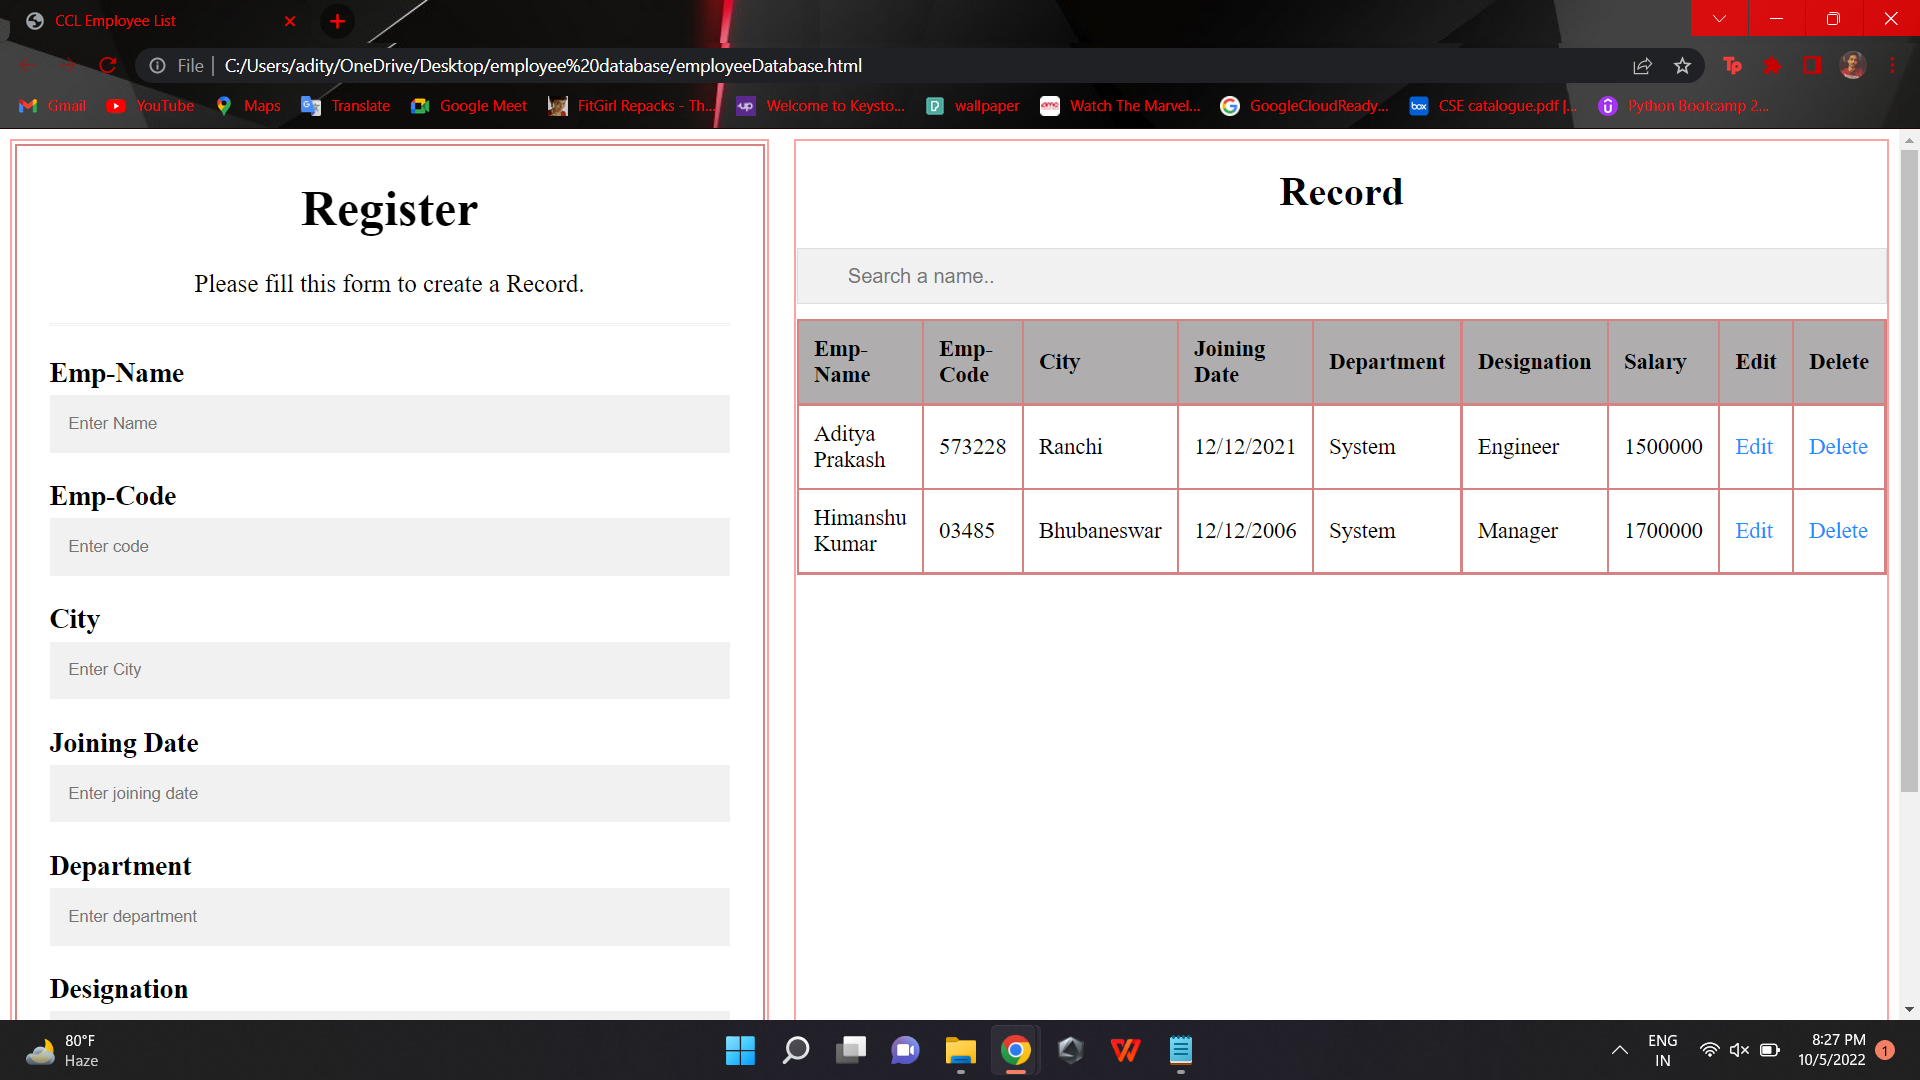 CCL Employee List
File
C:/Users/adity/OneDrive/Desktop/employee%20database/employeeDatabase.html
Tp
Gmail
YouTube
Maps
Translate
Google Meet
FitGirl Repacks - Th...
up
Welcome to Keysto...
wallpaper
Watch The Marvel...
GoogleCloudReady...
box
CSE catalogue.pdf |...
Python Bootcamp 2...
Register
Please fill this form to create a Record.
Emp-Name
Enter Name
Emp-Code
Enter code
City
Enter City
Joining Date
Enter joining date
Department
Enter department
Designation
Record
Search a name..
Emp-Name Emp-Code City Joining Date Department Designation Salary Edit Delete
Aditya Prakash 573228 Ranchi 12/12/2021 System Engineer 1500000 Edit Delete
Himanshu Kumar 03485 Bhubaneswar 12/12/2006 System Manager 1700000 Edit Delete
80°F
Haze
ENG
IN
8:27 PM
10/5/2022
1